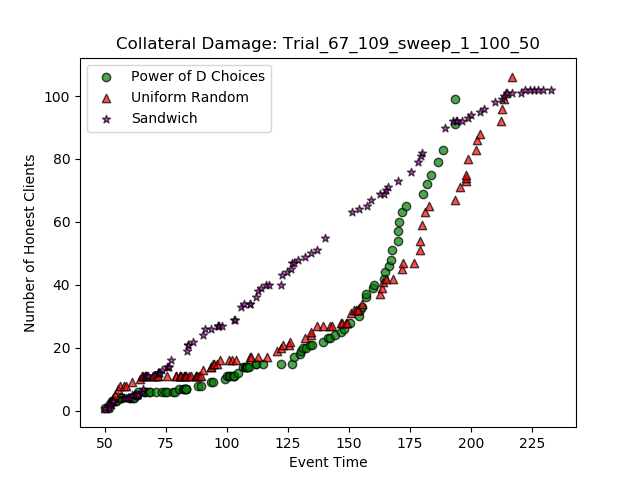 Collateral Damage: Trial_67_109_sweep_1_100_50
Power of D Choices
Uniform Random
Sandwich
Number of Honest Clients
100
80
60
40
20
0
50 75 100 125 150 175 200 225
Event Time